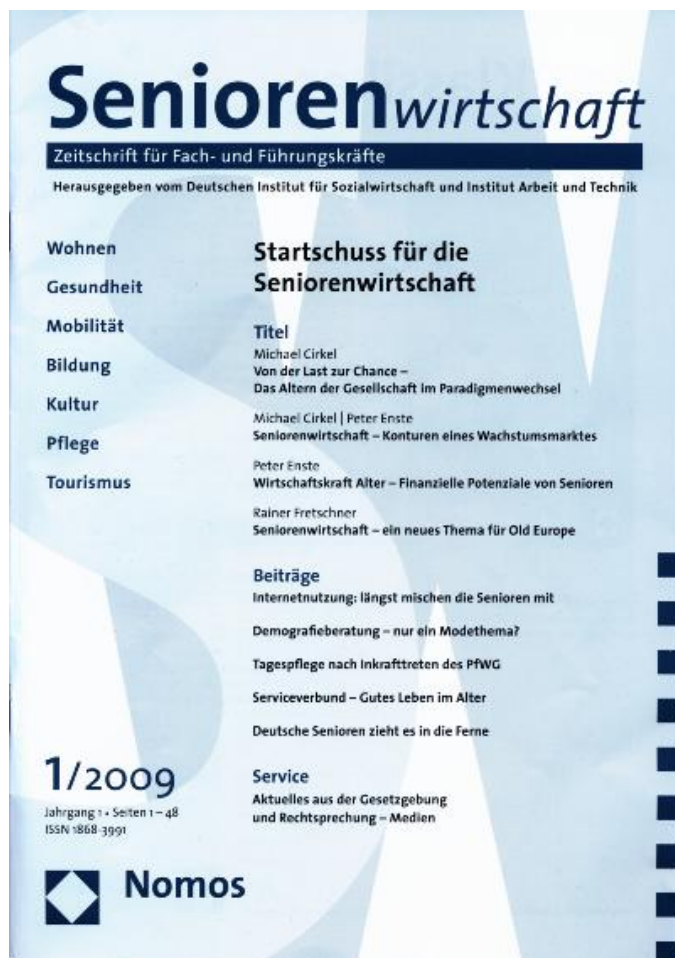 Seniorenwirtschaft
Zeitschrift für Fach- und Führungskräfte
Herausgegeben vom Deutschen Institut für Sozialwirtschaft und Institut Arbeit und Technik
Wohnen
Gesundheit
Mobilität
Bildung
Kultur
Pflege
Tourismus
Startschuss für die
Seniorenwirtschaft
Titel
Michael Cirkel
Von der Last zur Chance –
Das Altern der Gesellschaft im Paradigmenwechsel
Michael Cirkel | Peter Enste
Seniorenwirtschaft – Konturen eines Wachstumsmarktes
Peter Enste
Wirtschaftskraft Alter – Finanzielle Potenziale von Senioren
Rainer Fretschner
Seniorenwirtschaft – ein neues Thema für Old Europe
Beiträge
Internetnutzung: längst mischen die Senioren mit
Demografieberatung – nur ein Modethema?
Tagespflege nach Inkrafttreten des PfWG
Serviceverbund – Gutes Leben im Alter
Deutsche Senioren zieht es in die Ferne
Service
Aktuelles aus der Gesetzgebung
und Rechtsprechung – Medien
1/2009
Jahrgang 1 • Seiten 1 – 48
ISSN 1868-3991
Nomos